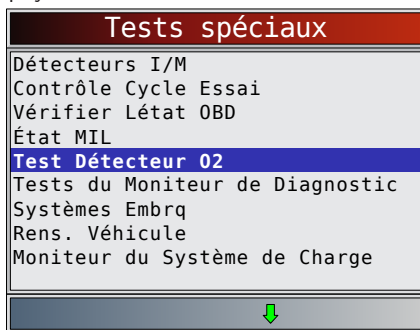 Tests spéciaux
Détecteurs I/M
Contrôle Cycle Essai
Vérifier Létat OBD
État MIL
Test Détecteur O2
Tests du Moniteur de Diagnostic
Systèmes Embrq
Rens. Véhicule
Moniteur du Système de Charge